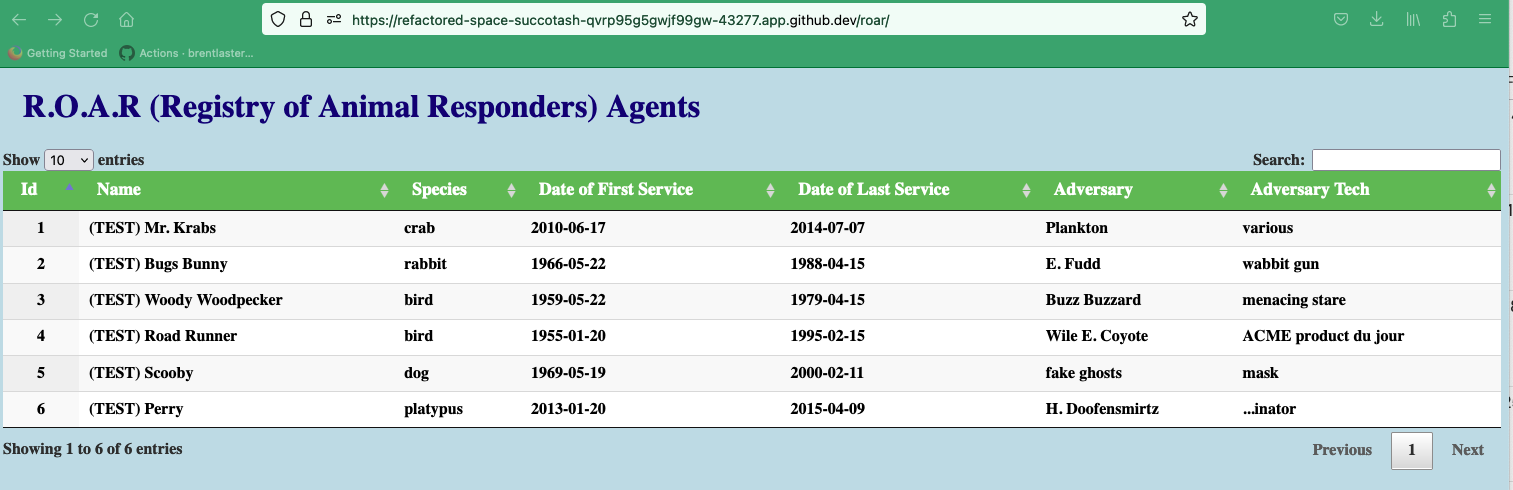 https://refactored-space-succotash-qvrp95g5gwjf99gw-43277.app.github.dev/roar/
Getting Started Actions · brentlaster...
R.O.A.R (Registry of Animal Responders) Agents
Show 10 entries Search:
Id Name Species Date of First Service Date of Last Service Adversary Adversary Tech
1 (TEST) Mr. Krabs crab 2010-06-17 2014-07-07 Plankton various
2 (TEST) Bugs Bunny rabbit 1966-05-22 1988-04-15 E. Fudd wabbit gun
3 (TEST) Woody Woodpecker bird 1959-05-22 1979-04-15 Buzz Buzzard menacing stare
4 (TEST) Road Runner bird 1955-01-20 1995-02-15 Wile E. Coyote ACME product du jour
5 (TEST) Scooby dog 1969-05-19 2000-02-11 fake ghosts mask
6 (TEST) Perry platypus 2013-01-20 2015-04-09 H. Doofensmirtz ...inator
Showing 1 to 6 of 6 entries Previous 1 Next